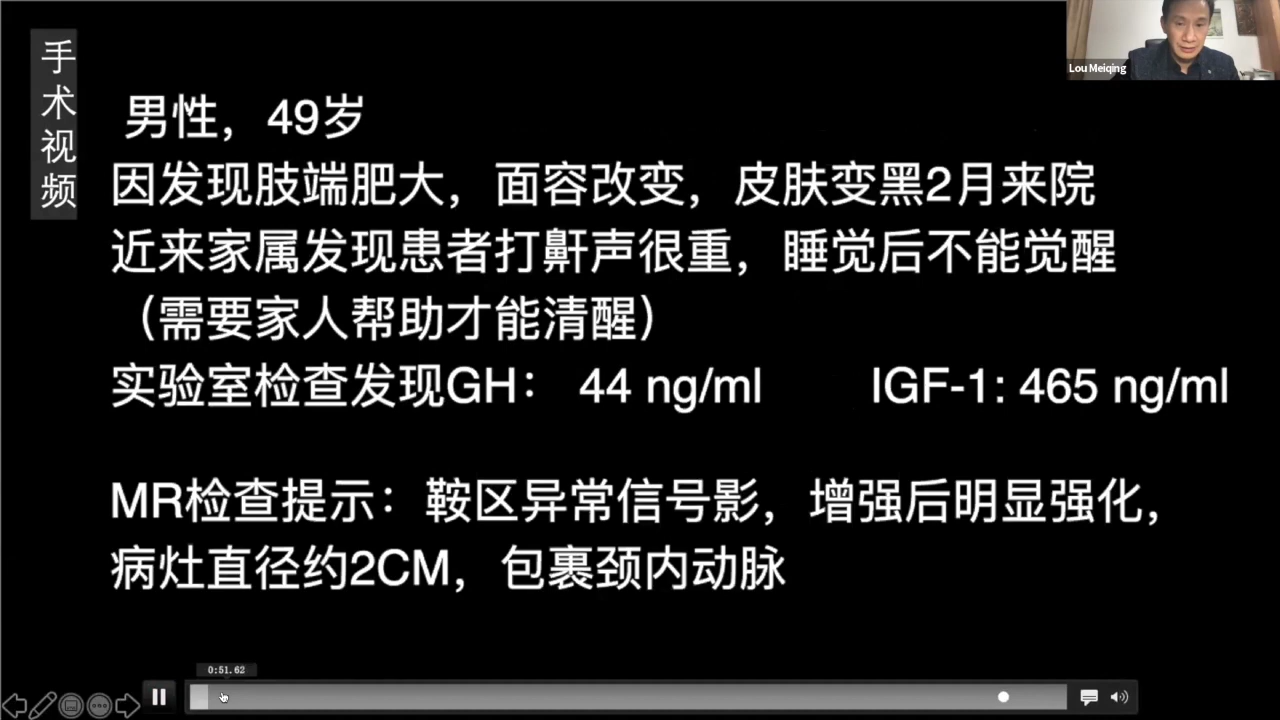 手术视频
Lou Meiqing
男性，49岁
因发现肢端肥大，面容改变，皮肤变黑2月来院
近来家属发现患者打鼾声很重，睡觉后不能觉醒
（需要家人帮助才能清醒）
实验室检查发现GH： 44 ng/ml IGF-1: 465 ng/ml
MR检查提示：鞍区异常信号影，增强后明显强化，
病灶直径约2CM，包裹颈内动脉
0:51.62